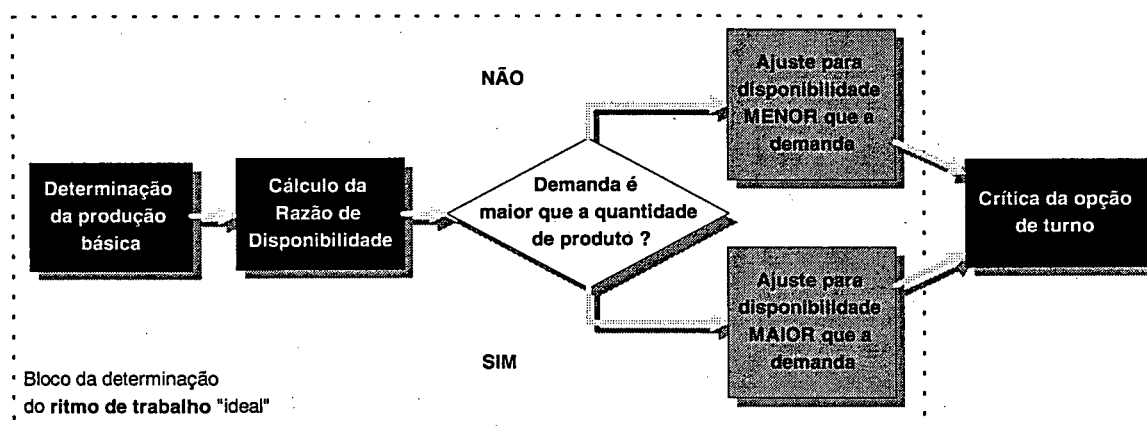 Determinação
da produção
básica
Cálculo da
Razão de
Disponibilidade
Demanda é
maior que a quantidade
de produto ?
NÃO
Ajuste para
disponibilidade
MENOR que a
demanda
SIM
Ajuste para
disponibilidade
MAIOR que a
demanda
Crítica da opção
de turno
Bloco da determinação
do ritmo de trabalho "ideal"